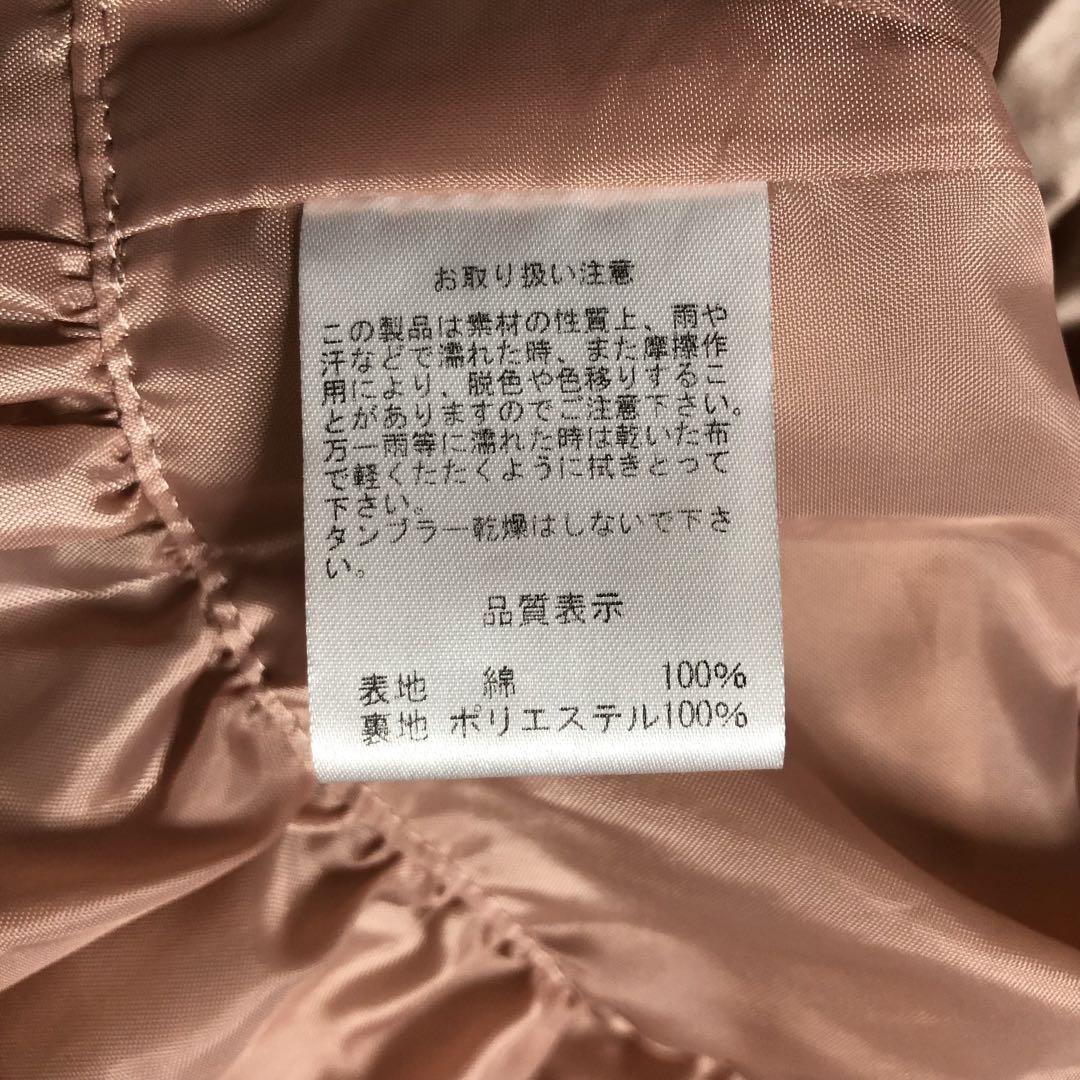 お取り扱い注意
この製品は素材の性質上、雨や
汗などで濡れた時、また摩擦作
用により、脱色や色移りするこ
とがありますのでご注意下さい。
万一雨等に濡れた時は乾いた布
で軽くたたくように拭きとって
下さい。
タンブラー乾燥はしないで下さ
い。
品質表示
表地 綿 100%
裏地 ポリエステル100%